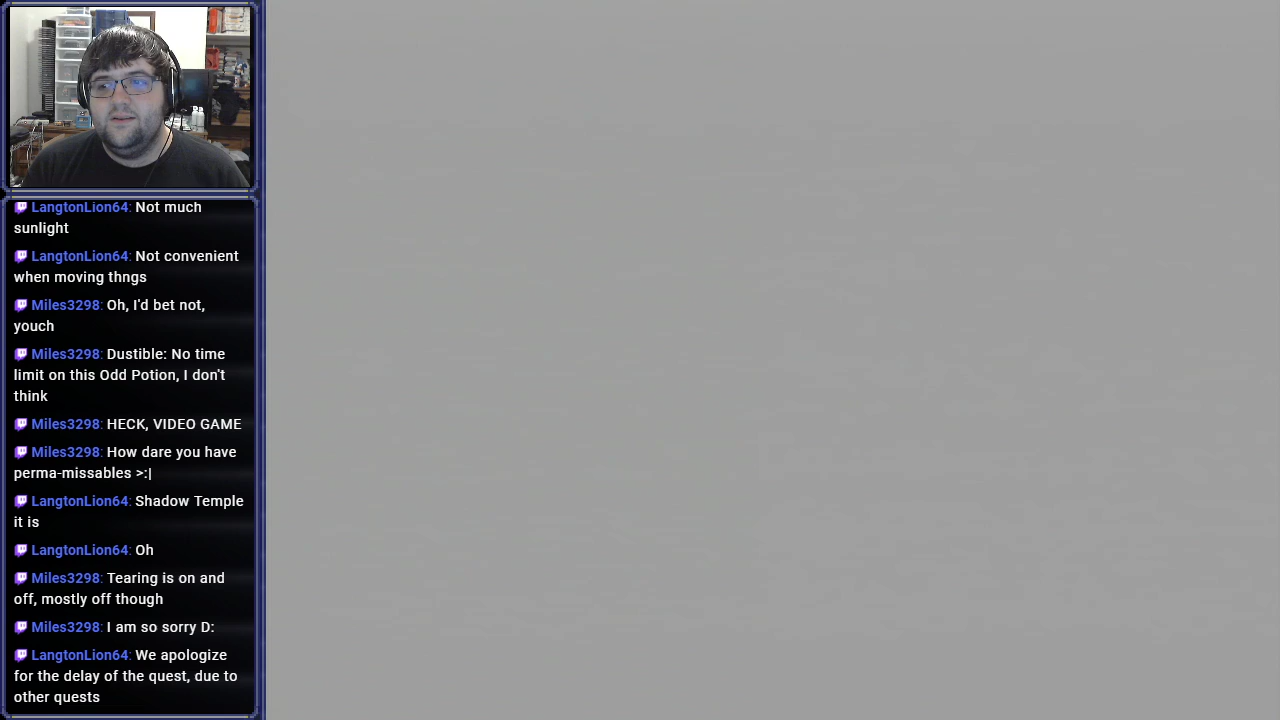 LangtonLion64: Not much
sunlight
LangtonLion64: Not convenient
when moving thngs
Miles3298: Oh, I'd bet not,
youch
Miles3298: Dustible: No time
limit on this Odd Potion, I don't
think
Miles3298: HECK, VIDEO GAME
Miles3298: How dare you have
perma-missables >:|
LangtonLion64: Shadow Temple
it is
LangtonLion64: Oh
Miles3298: Tearing is on and
off, mostly off though
Miles3298: I am so sorry D:
LangtonLion64: We apologize
for the delay of the quest, due to
other quests